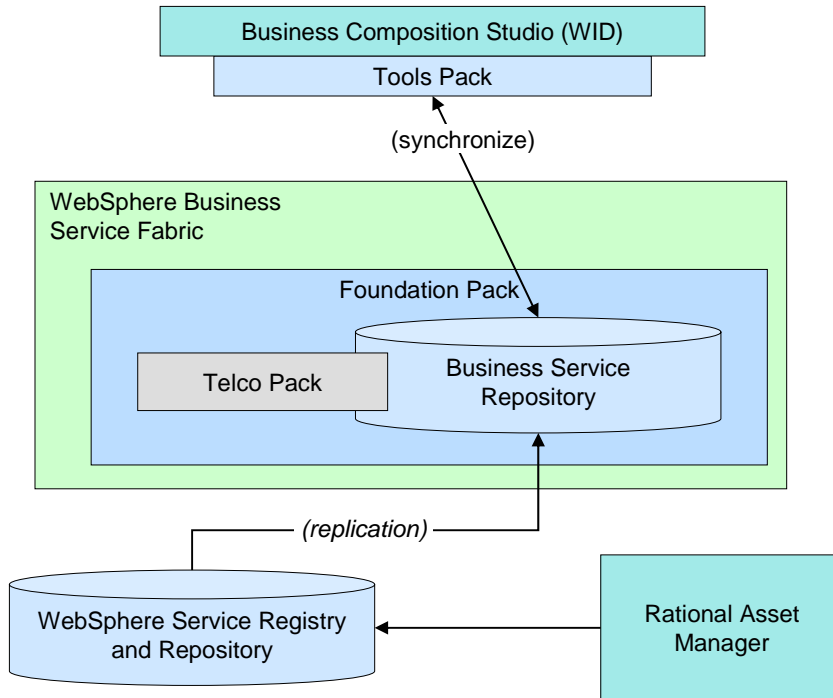 Business Composition Studio (WID)
Tools Pack
(synchronize)
WebSphere Business
Service Fabric
Foundation Pack
Telco Pack
Business Service
Repository
(replication)
WebSphere Service Registry
and Repository
Rational Asset
Manager